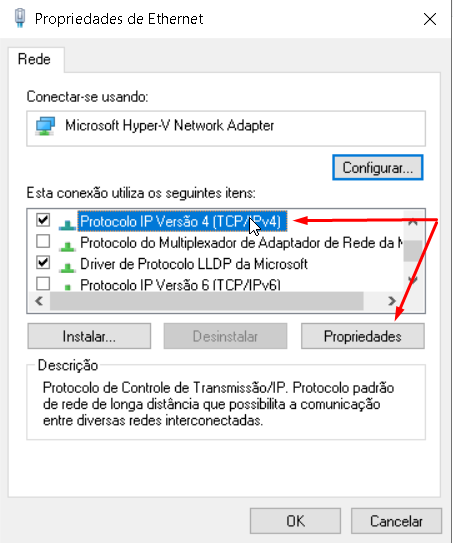 Propriedades de Ethernet
Rede
Conectar-se usando:
Microsoft Hyper-V Network Adapter
Configurar...
Esta conexão utiliza os seguintes itens:
Protocolo IP Versão 4 (TCP/IPv4)
Protocolo do Multiplexador de Adaptador de Rede da M
Driver de Protocolo LLDP da Microsoft
Protocolo IP Versão 6 (TCP/IPv6)
Instalar...
Desinstalar
Propriedades
Descrição
Protocolo de Controle de Transmissão/IP. Protocolo padrão
de rede de longa distância que possibilita a comunicação
entre diversas redes interconectadas.
OK
Cancelar